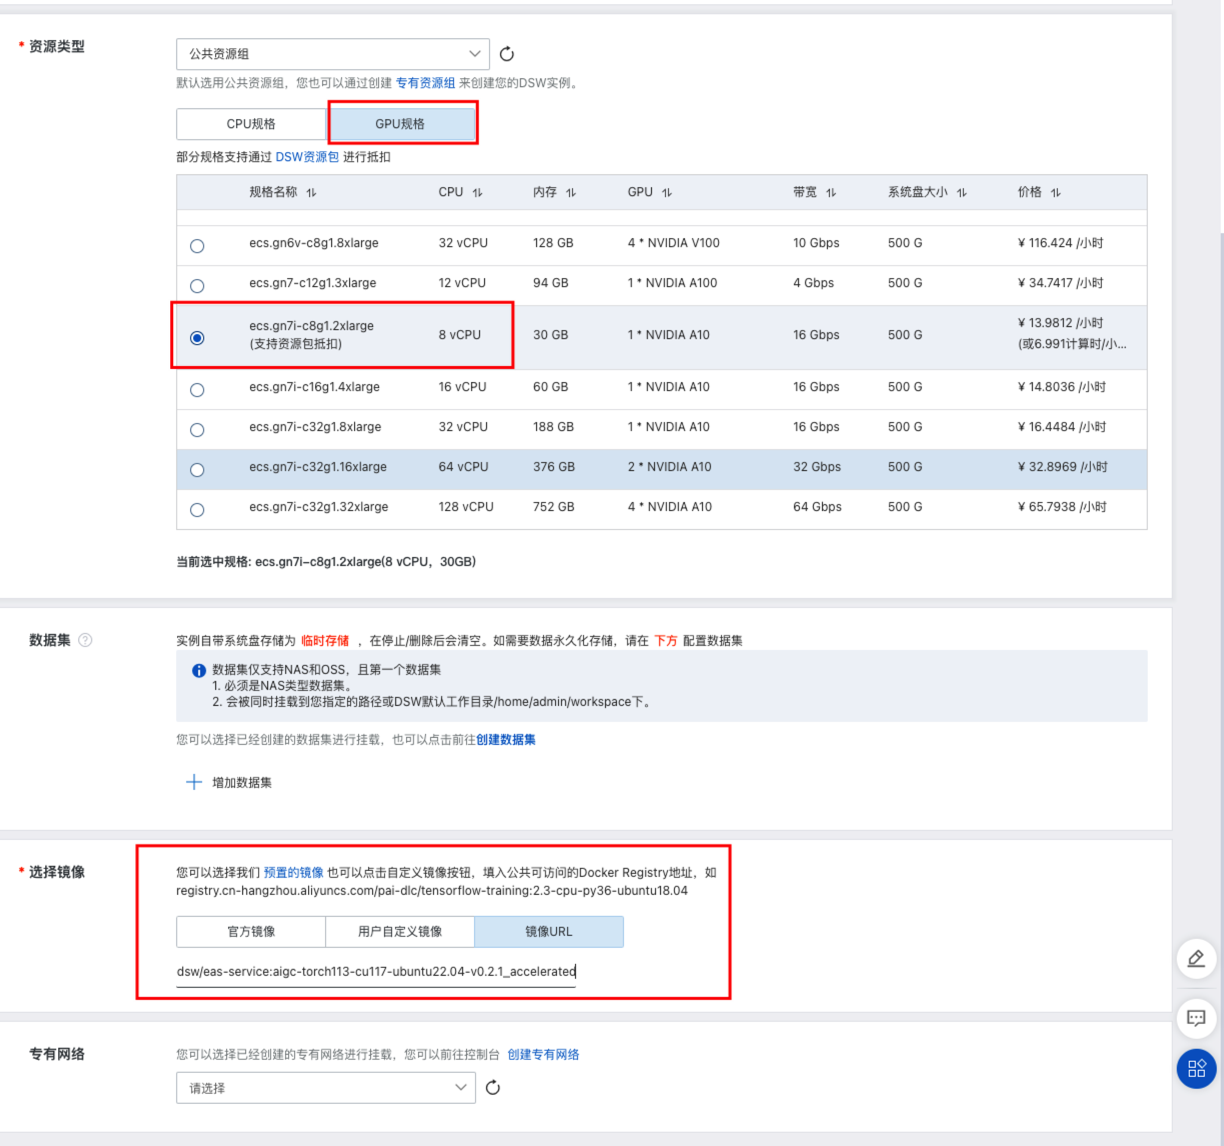 * 资源类型
公共资源组
默认选用公共资源组，您也可以通过创建 专有资源组 来创建您的DSW实例。
CPU规格 GPU规格
部分规格支持通过 DSW资源包 进行抵扣
规格名称 CPU 内存 GPU 带宽 系统盘大小 价格
ecs.gn6v-c8g1.8xlarge 32 vCPU 128 GB 4 * NVIDIA V100 10 Gbps 500 G ¥ 116.424 /小时
ecs.gn7-c12g1.3xlarge 12 vCPU 94 GB 1 * NVIDIA A100 4 Gbps 500 G ¥ 34.7417 /小时
ecs.gn7i-c8g1.2xlarge 8 vCPU 30 GB 1 * NVIDIA A10 16 Gbps 500 G ¥ 13.9812 /小时
(支持资源包抵扣) (或6.991计算时/小...
ecs.gn7i-c16g1.4xlarge 16 vCPU 60 GB 1 * NVIDIA A10 16 Gbps 500 G ¥ 14.8036 /小时
ecs.gn7i-c32g1.8xlarge 32 vCPU 188 GB 1 * NVIDIA A10 16 Gbps 500 G ¥ 16.4484 /小时
ecs.gn7i-c32g1.16xlarge 64 vCPU 376 GB 2 * NVIDIA A10 32 Gbps 500 G ¥ 32.8969 /小时
ecs.gn7i-c32g1.32xlarge 128 vCPU 752 GB 4 * NVIDIA A10 64 Gbps 500 G ¥ 65.7938 /小时
当前选中规格: ecs.gn7i-c8g1.2xlarge(8 vCPU，30GB)
数据集 ?
实例自带系统盘存储为 临时存储 ，在停止/删除后会清空。如需要数据永久化存储，请在 下方 配置数据集
数据集仅支持NAS和OSS，且第一个数据集
1. 必须是NAS类型数据集。
2. 会被同时挂载到您指定的路径或DSW默认工作目录/home/admin/workspace下。
您可以选择已经创建的数据集进行挂载，也可以点击前往创建数据集
增加数据集
* 选择镜像
您可以选择我们 预置的镜像 也可以点击自定义镜像按钮，填入公共可访问的Docker Registry地址，如
registry.cn-hangzhou.aliyuncs.com/pai-dlc/tensorflow-training:2.3-cpu-py36-ubuntu18.04
官方镜像 用户自定义镜像 镜像URL
dsw/eas-service:aigc-torch113-cu117-ubuntu22.04-v0.2.1_accelerated
专有网络
您可以选择已经创建的专有网络进行挂载，您可以前往控制台 创建专有网络
请选择